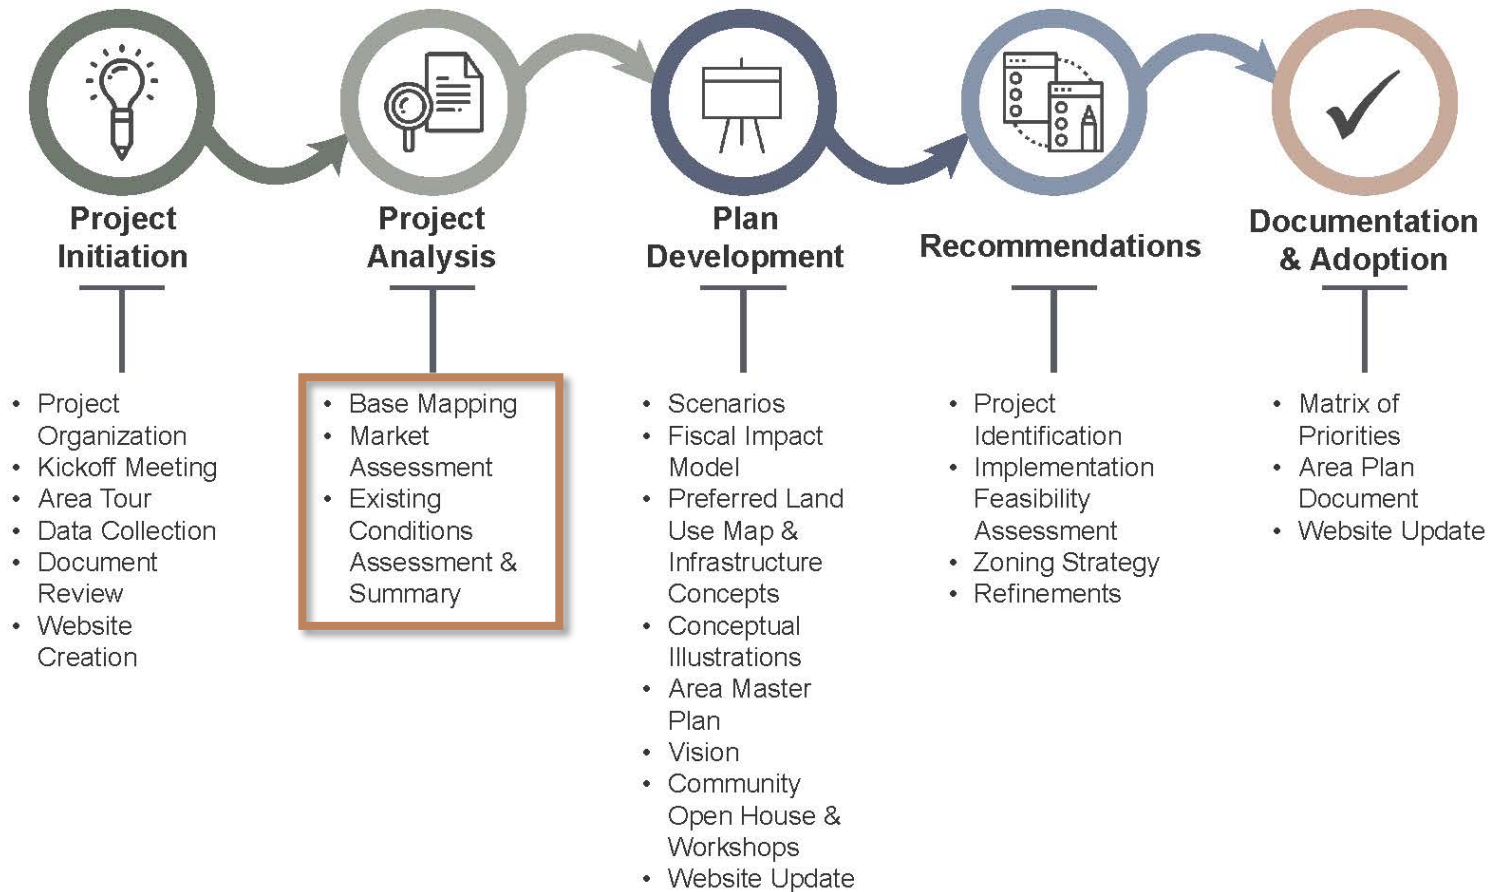 Project
Initiation
• Project
Organization
• Kickoff Meeting
• Area Tour
• Data Collection
• Document
Review
• Website
Creation
Project
Analysis
• Base Mapping
• Market
Assessment
• Existing
Conditions
Assessment &
Summary
Plan
Development
• Scenarios
• Fiscal Impact
Model
• Preferred Land
Use Map &
Infrastructure
Concepts
• Conceptual
Illustrations
• Area Master
Plan
• Vision
• Community
Open House &
Workshops
• Website Update
Recommendations
• Project
Identification
• Implementation
Feasibility
Assessment
• Zoning Strategy
• Refinements
Documentation
& Adoption
• Matrix of
Priorities
• Area Plan
Document
• Website Update